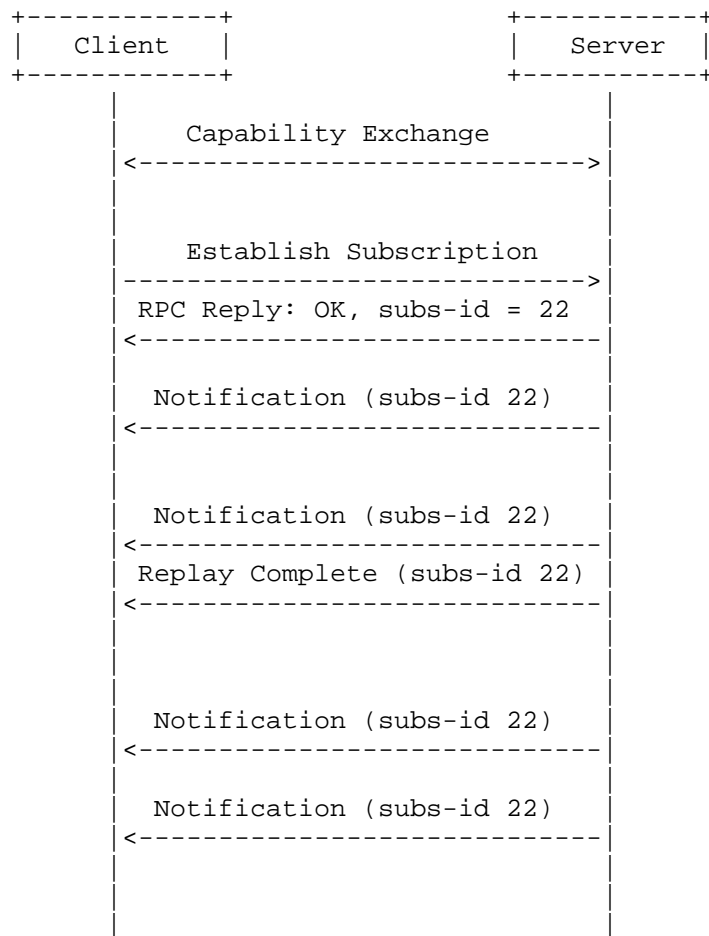 Client Server
Capability Exchange
Establish Subscription
RPC Reply: OK, subs-id = 22
Notification (subs-id 22)
Notification (subs-id 22)
Replay Complete (subs-id 22)
Notification (subs-id 22)
Notification (subs-id 22)